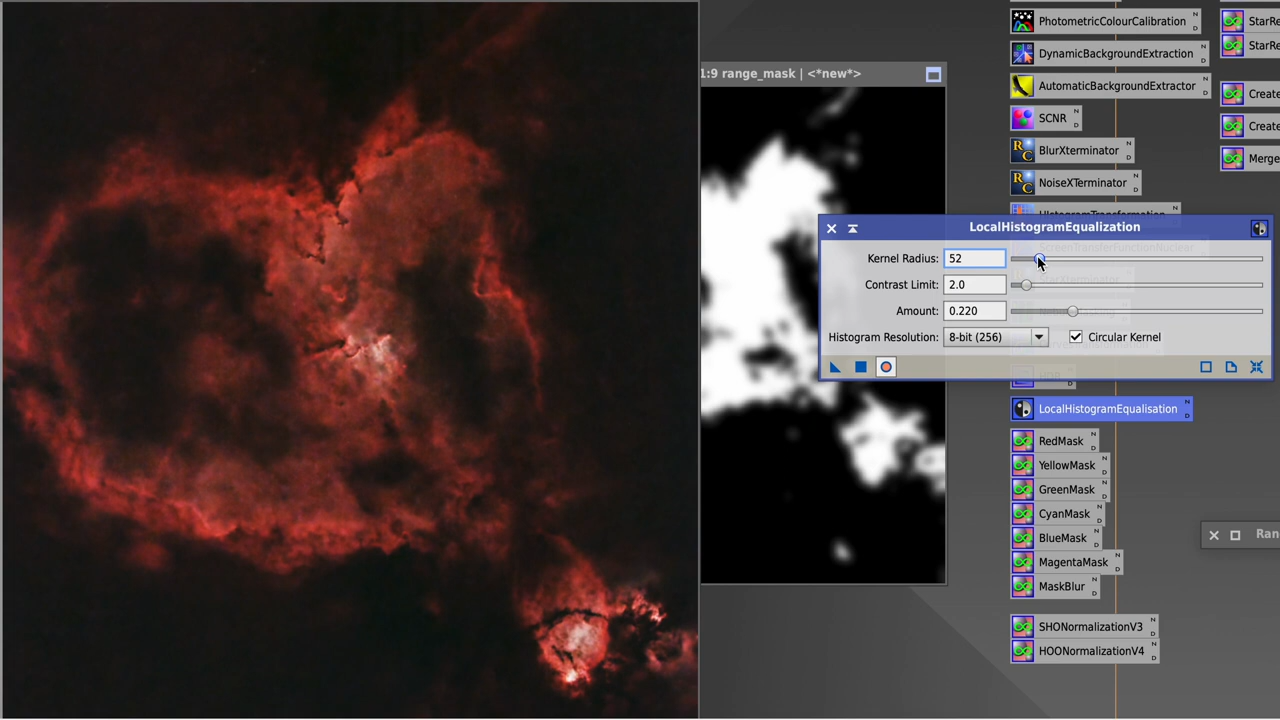 PhotometricColourCalibration
N
D
StarRe
DynamicBackgroundExtraction
N
D
StarRe
1:9 range_mask | <*new*>
AutomaticBackgroundExtractor
N
D
Create
SCNR
N
D
Create
BlurXterminator
N
D
Merge
NoiseXTerminator
N
D
HistogramTransformation
N
LocalHistogramEqualization
Kernel Radius: 52
Contrast Limit: 2.0
Amount: 0.220
Histogram Resolution: 8-bit (256)
Circular Kernel
LocalHistogramEqualisation
N
D
RedMask
N
D
YellowMask
N
D
GreenMask
N
D
CyanMask
N
D
BlueMask
N
D
Ran
MagentaMask
N
D
MaskBlur
N
D
SHONormalizationV3
N
D
HOONormalizationV4
N
D